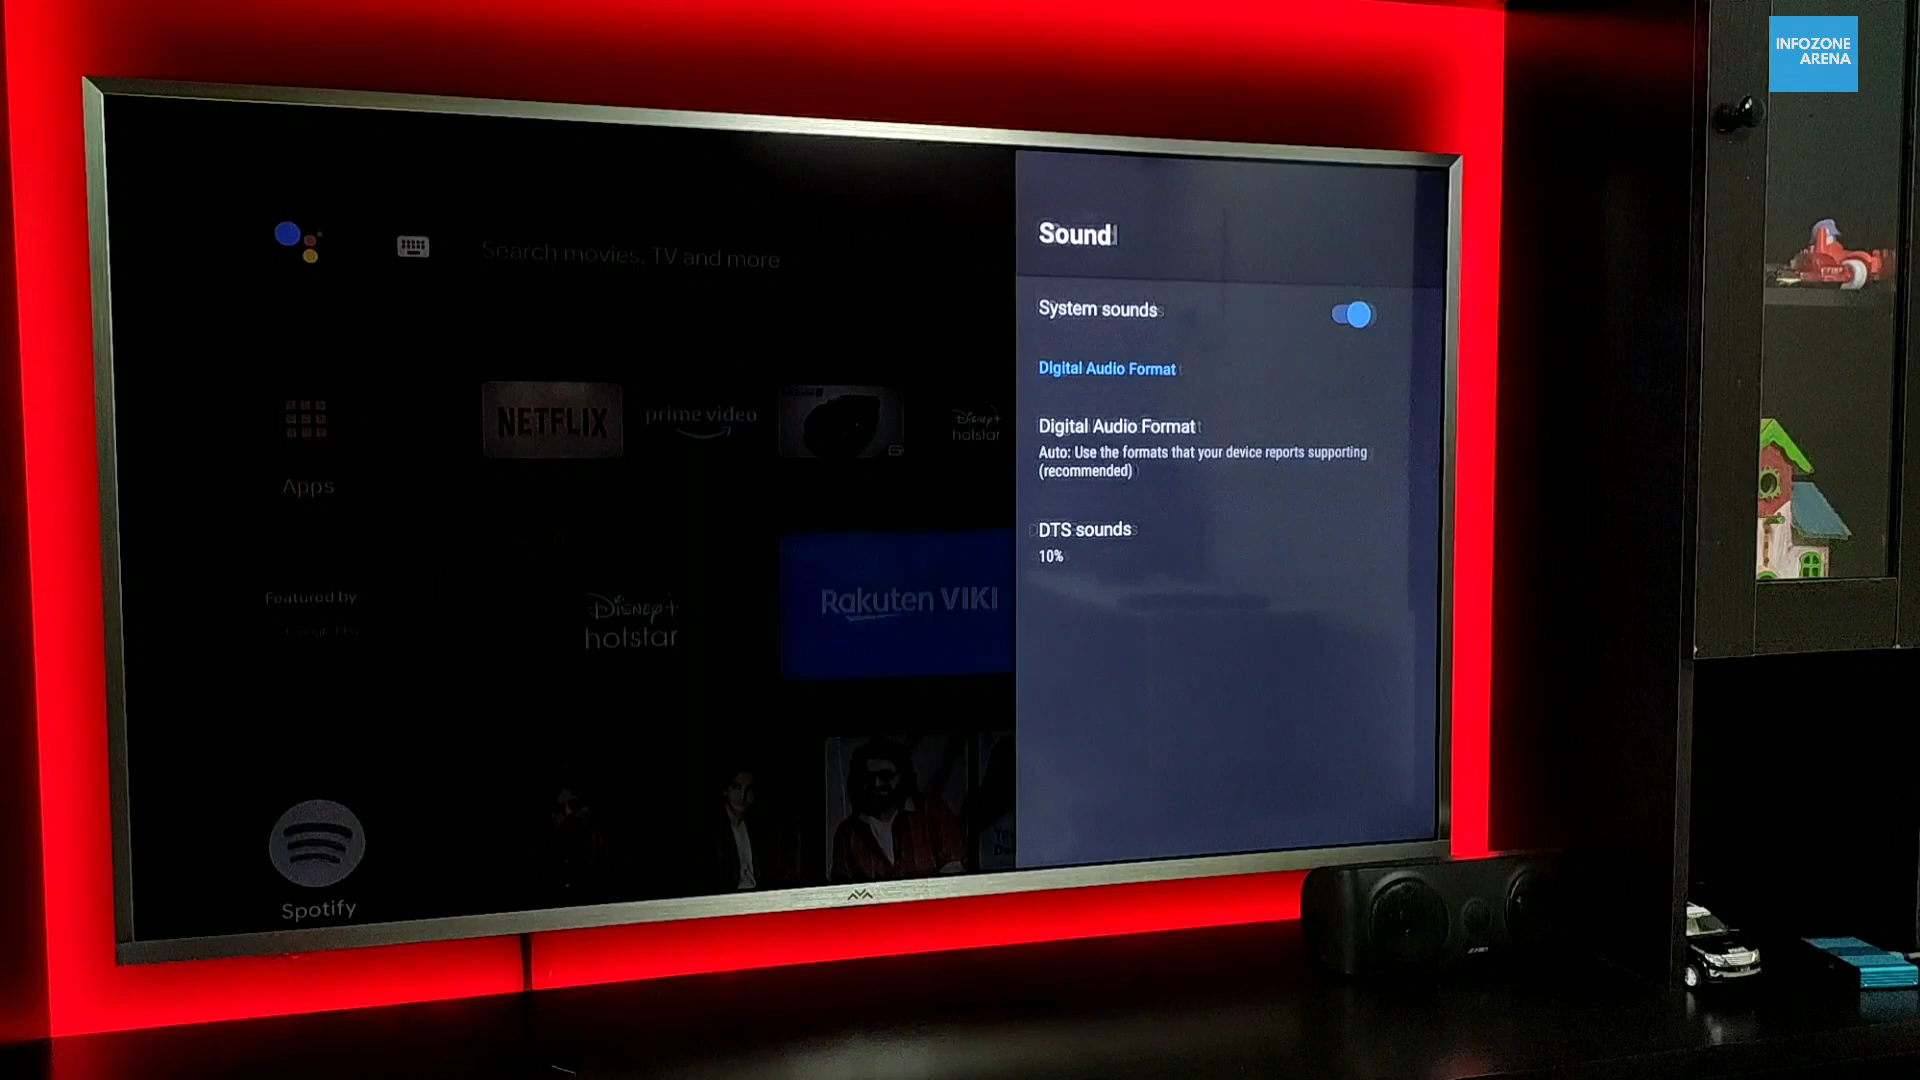 INFOZONE
ARENA
Search movies, TV and more
Sound
System sounds
Digital Audio Format
Digital Audio Format
Auto: Use the formats that your device reports supporting
(recommended)
DTS sounds
10%
NETFLIX
prime video
Disney+
hotstar
Apps
Featured by
Google Play
Disney+
hotstar
Rakuten VIKI
Spotify